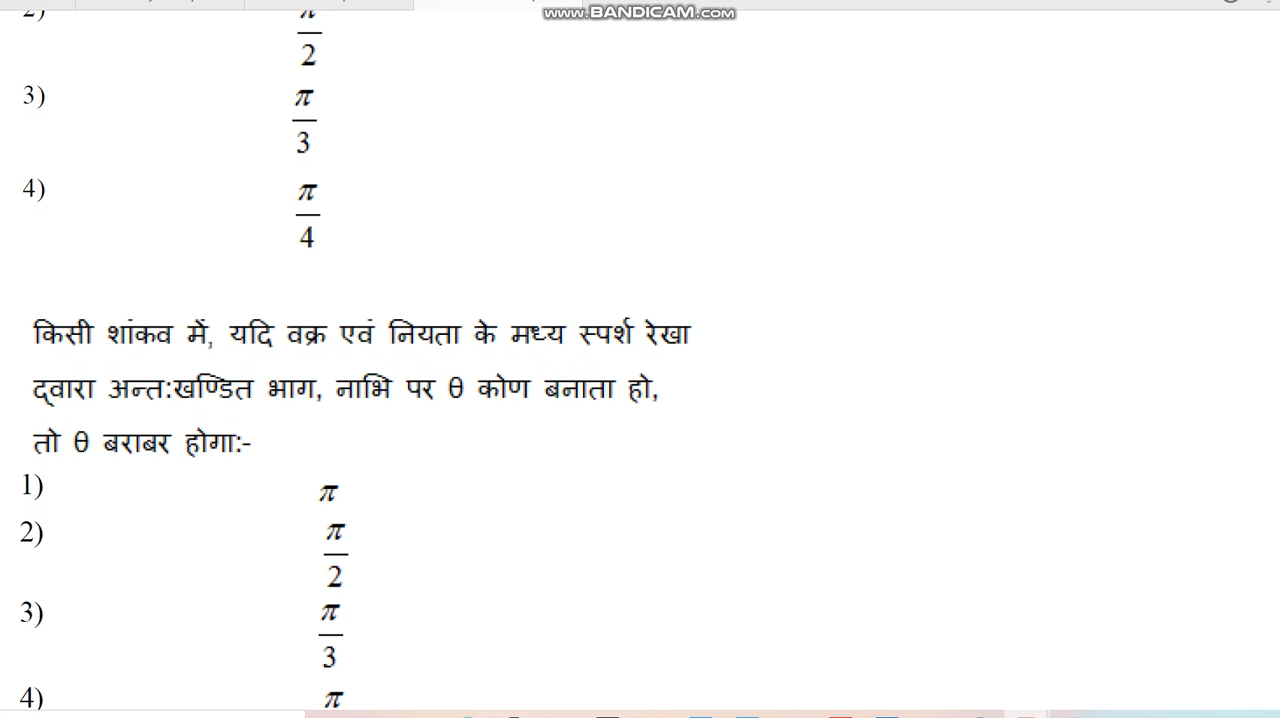 www.BANDICAM.com
2) π
2
3) π
3
4) π
4
किसी शांकव में, यदि वक्र एवं नियता के मध्य स्पर्श रेखा
द्वारा अन्त:खण्डित भाग, नाभि पर θ कोण बनाता हो,
तो θ बराबर होगा:-
1) π
2) π
2
3) π
3
4) π